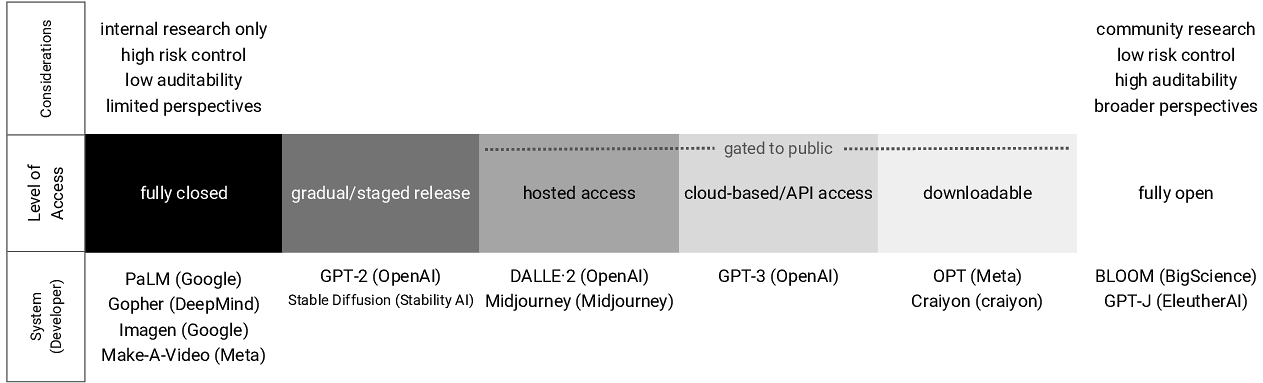 Considerations
internal research only
high risk control
low auditability
limited perspectives
community research
low risk control
high auditability
broader perspectives
Level of
Access
gated to public
fully closed
gradual/staged release
hosted access
cloud-based/API access
downloadable
fully open
System
(Developer)
PaLM (Google)
Gopher (DeepMind)
Imagen (Google)
Make-A-Video (Meta)
GPT-2 (OpenAI)
Stable Diffusion (Stability AI)
DALLE·2 (OpenAI)
Midjourney (Midjourney)
GPT-3 (OpenAI)
OPT (Meta)
Craiyon (craiyon)
BLOOM (BigScience)
GPT-J (EleutherAI)